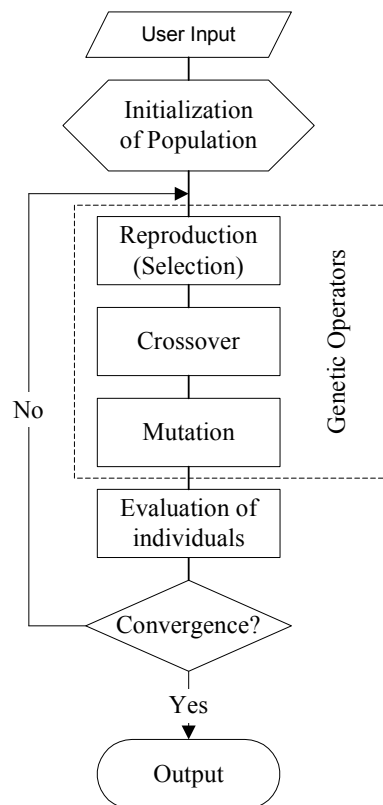 User Input
Initialization
of Population
Reproduction
(Selection)
Crossover
Genetic Operators
No
Mutation
Evaluation of
individuals
Convergence?
Yes
Output